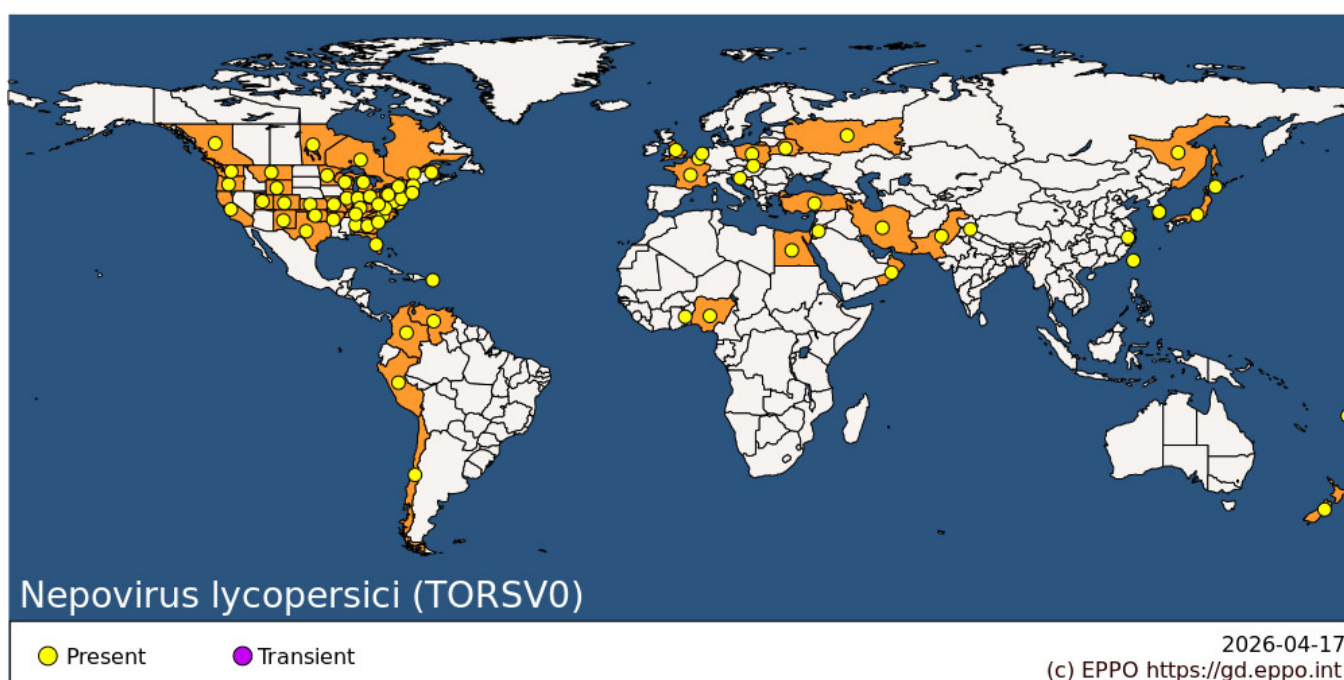 Nepovirus lycopersici (TORSV0)
Present
Transient
2026-04-17
(c) EPPO https://gd.eppo.int